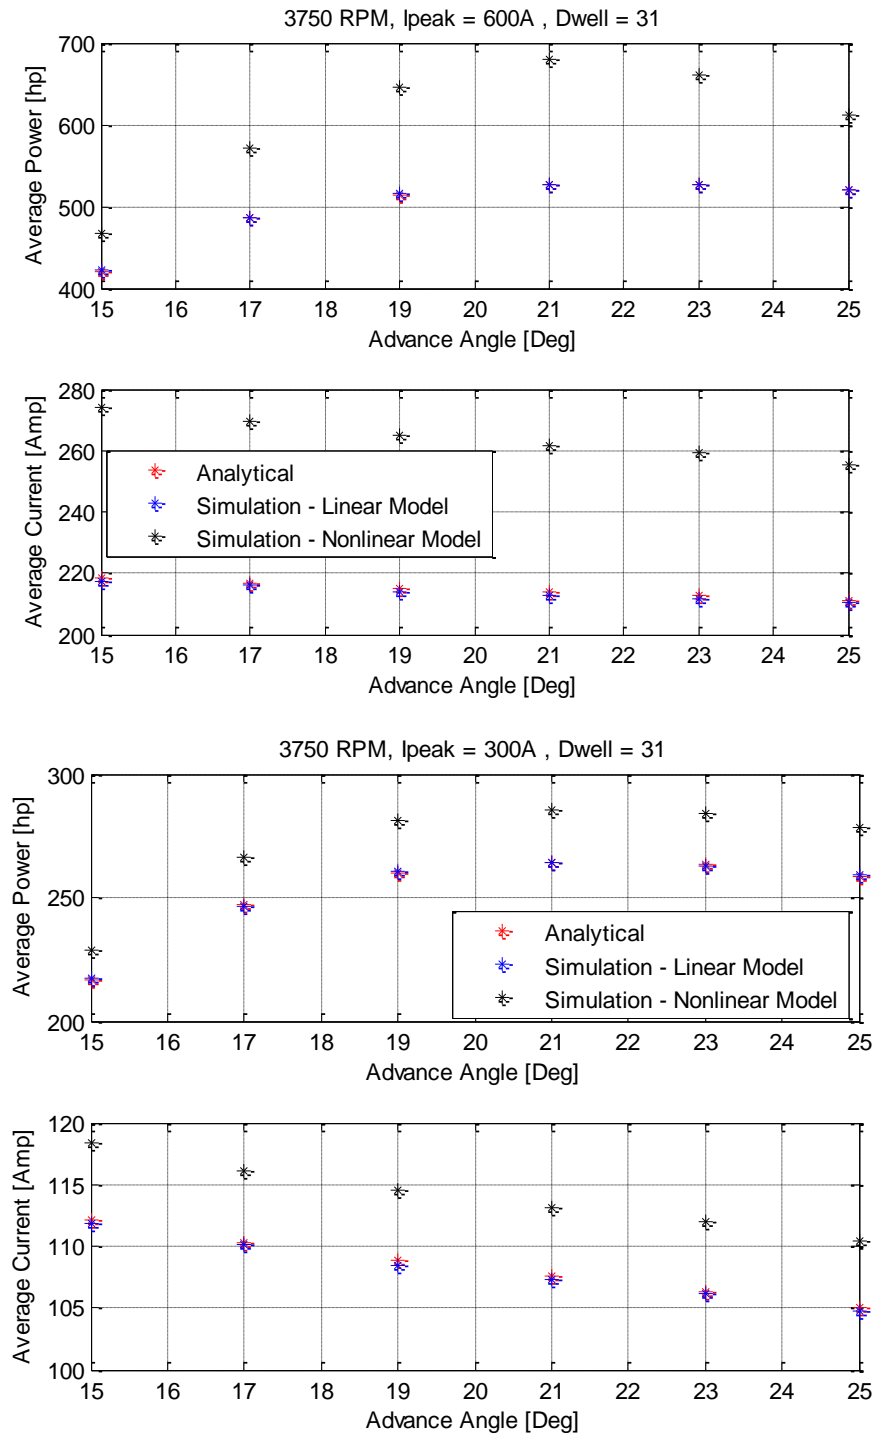 3750 RPM, Ipeak = 600A , Dwell = 31
700
600
500
400
Average Power [hp]
15 16 17 18 19 20 21 22 23 24 25
Advance Angle [Deg]
280
260
240
220
200
Average Current [Amp]
Analytical
Simulation - Linear Model
Simulation - Nonlinear Model
15 16 17 18 19 20 21 22 23 24 25
Advance Angle [Deg]
3750 RPM, Ipeak = 300A , Dwell = 31
300
250
200
Average Power [hp]
Analytical
Simulation - Linear Model
Simulation - Nonlinear Model
15 16 17 18 19 20 21 22 23 24 25
Advance Angle [Deg]
120
115
110
105
100
Average Current [Amp]
15 16 17 18 19 20 21 22 23 24 25
Advance Angle [Deg]